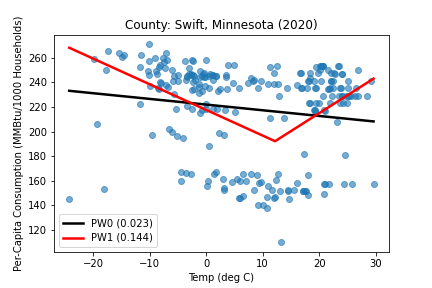 County: Swift, Minnesota (2020)
Per-Capita Consumption (MMBtu/1000 Households)
260
240
220
200
180
160
140
120
PW0 (0.023)
PW1 (0.144)
−20 −10 0 10 20 30
Temp (deg C)